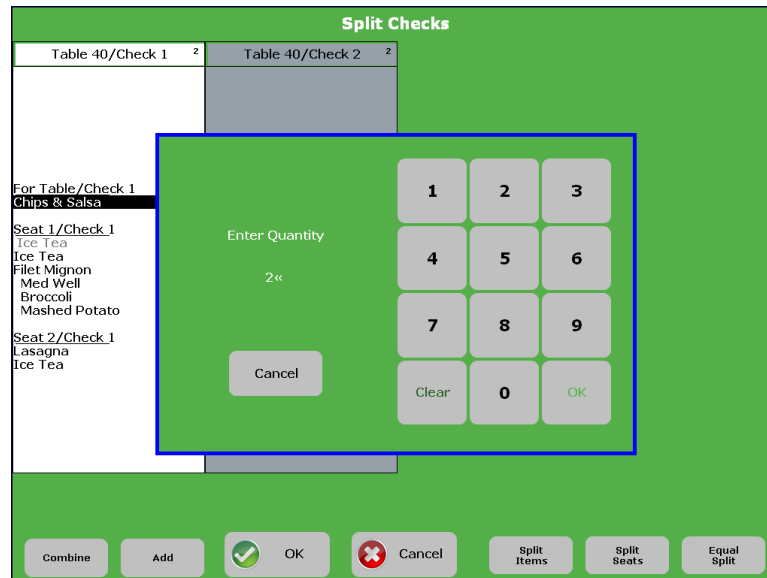 Split Checks
Table 40/Check 1 2
Table 40/Check 2 2
For Table/Check 1
Chips & Salsa
Seat 1/Check 1
Ice Tea
Ice Tea
Filet Mignon
Med Well
Broccoli
Mashed Potato
Seat 2/Check 1
Lasagna
Ice Tea
Enter Quantity
2«
Cancel
1 2 3
4 5 6
7 8 9
Clear 0 OK
Combine
Add
OK
Cancel
Split
Items
Split
Seats
Equal
Split